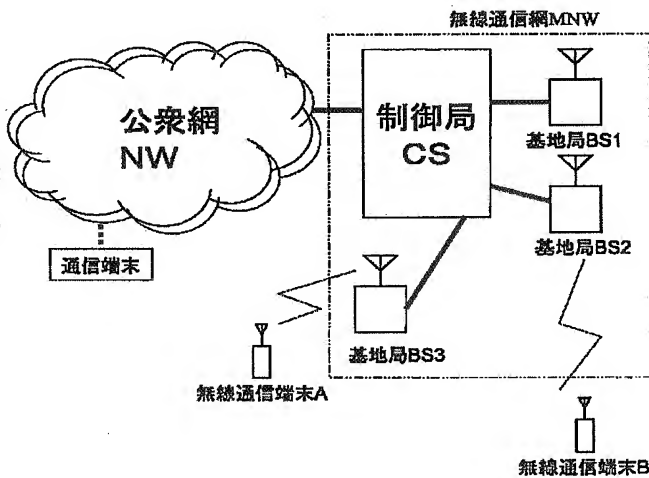 無線通信網MNW
公衆網
NW
制御局
CS
基地局BS1
基地局BS2
通信端末
基地局BS3
無線通信端末A
無線通信端末B